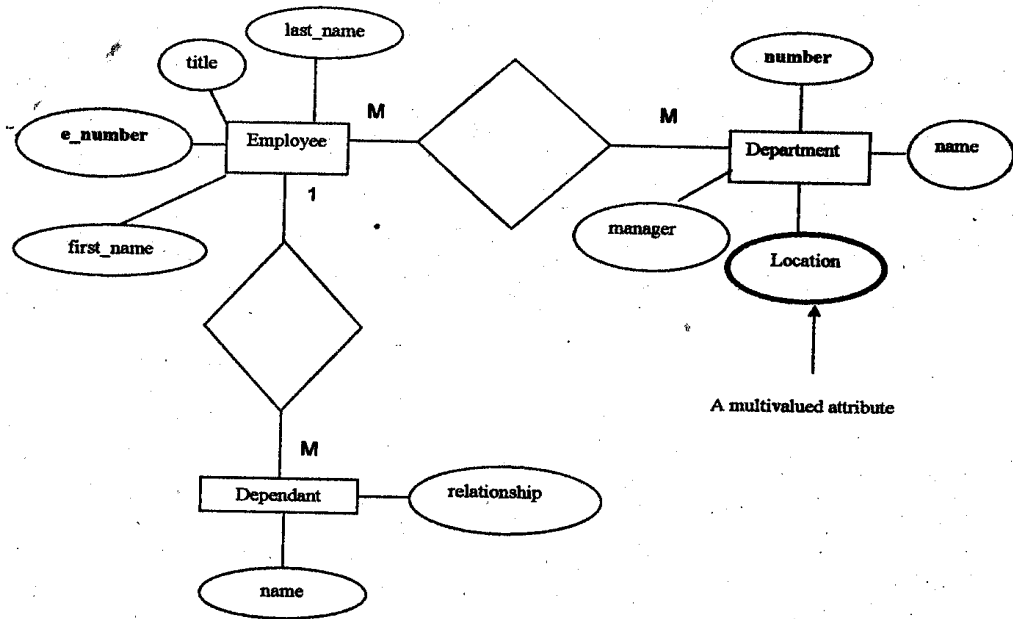 last_name
title
number
M
M
e_number
Employee
Department
name
1
manager
first_name
Location
A multivalued attribute
M
Dependant
relationship
name